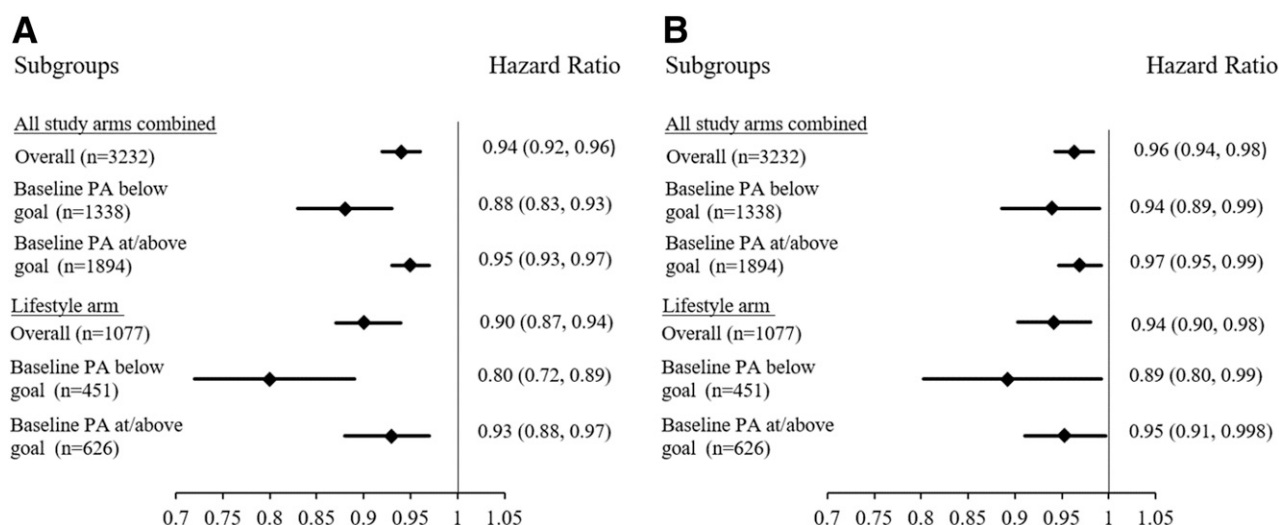 A
Subgroups Hazard Ratio
All study arms combined
Overall (n=3232) 0.94 (0.92, 0.96)
Baseline PA below
goal (n=1338) 0.88 (0.83, 0.93)
Baseline PA at/above
goal (n=1894) 0.95 (0.93, 0.97)
Lifestyle arm
Overall (n=1077) 0.90 (0.87, 0.94)
Baseline PA below
goal (n=451) 0.80 (0.72, 0.89)
Baseline PA at/above
goal (n=626) 0.93 (0.88, 0.97)
0.7 0.75 0.8 0.85 0.9 0.95 1 1.05
B
Subgroups Hazard Ratio
All study arms combined
Overall (n=3232) 0.96 (0.94, 0.98)
Baseline PA below
goal (n=1338) 0.94 (0.89, 0.99)
Baseline PA at/above
goal (n=1894) 0.97 (0.95, 0.99)
Lifestyle arm
Overall (n=1077) 0.94 (0.90, 0.98)
Baseline PA below
goal (n=451) 0.89 (0.80, 0.99)
Baseline PA at/above
goal (n=626) 0.95 (0.91, 0.998)
0.7 0.75 0.8 0.85 0.9 0.95 1 1.05